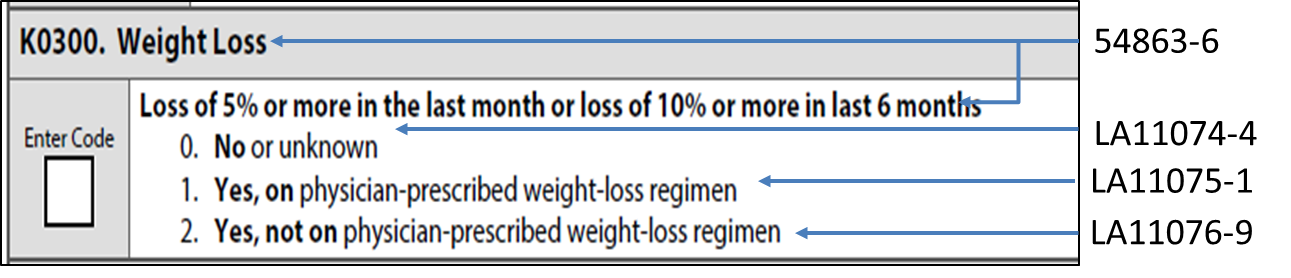 K0300. Weight Loss
54863-6
Loss of 5% or more in the last month or loss of 10% or more in last 6 months
Enter Code
0. No or unknown
LA11074-4
1. Yes, on physician-prescribed weight-loss regimen
LA11075-1
2. Yes, not on physician-prescribed weight-loss regimen
LA11076-9